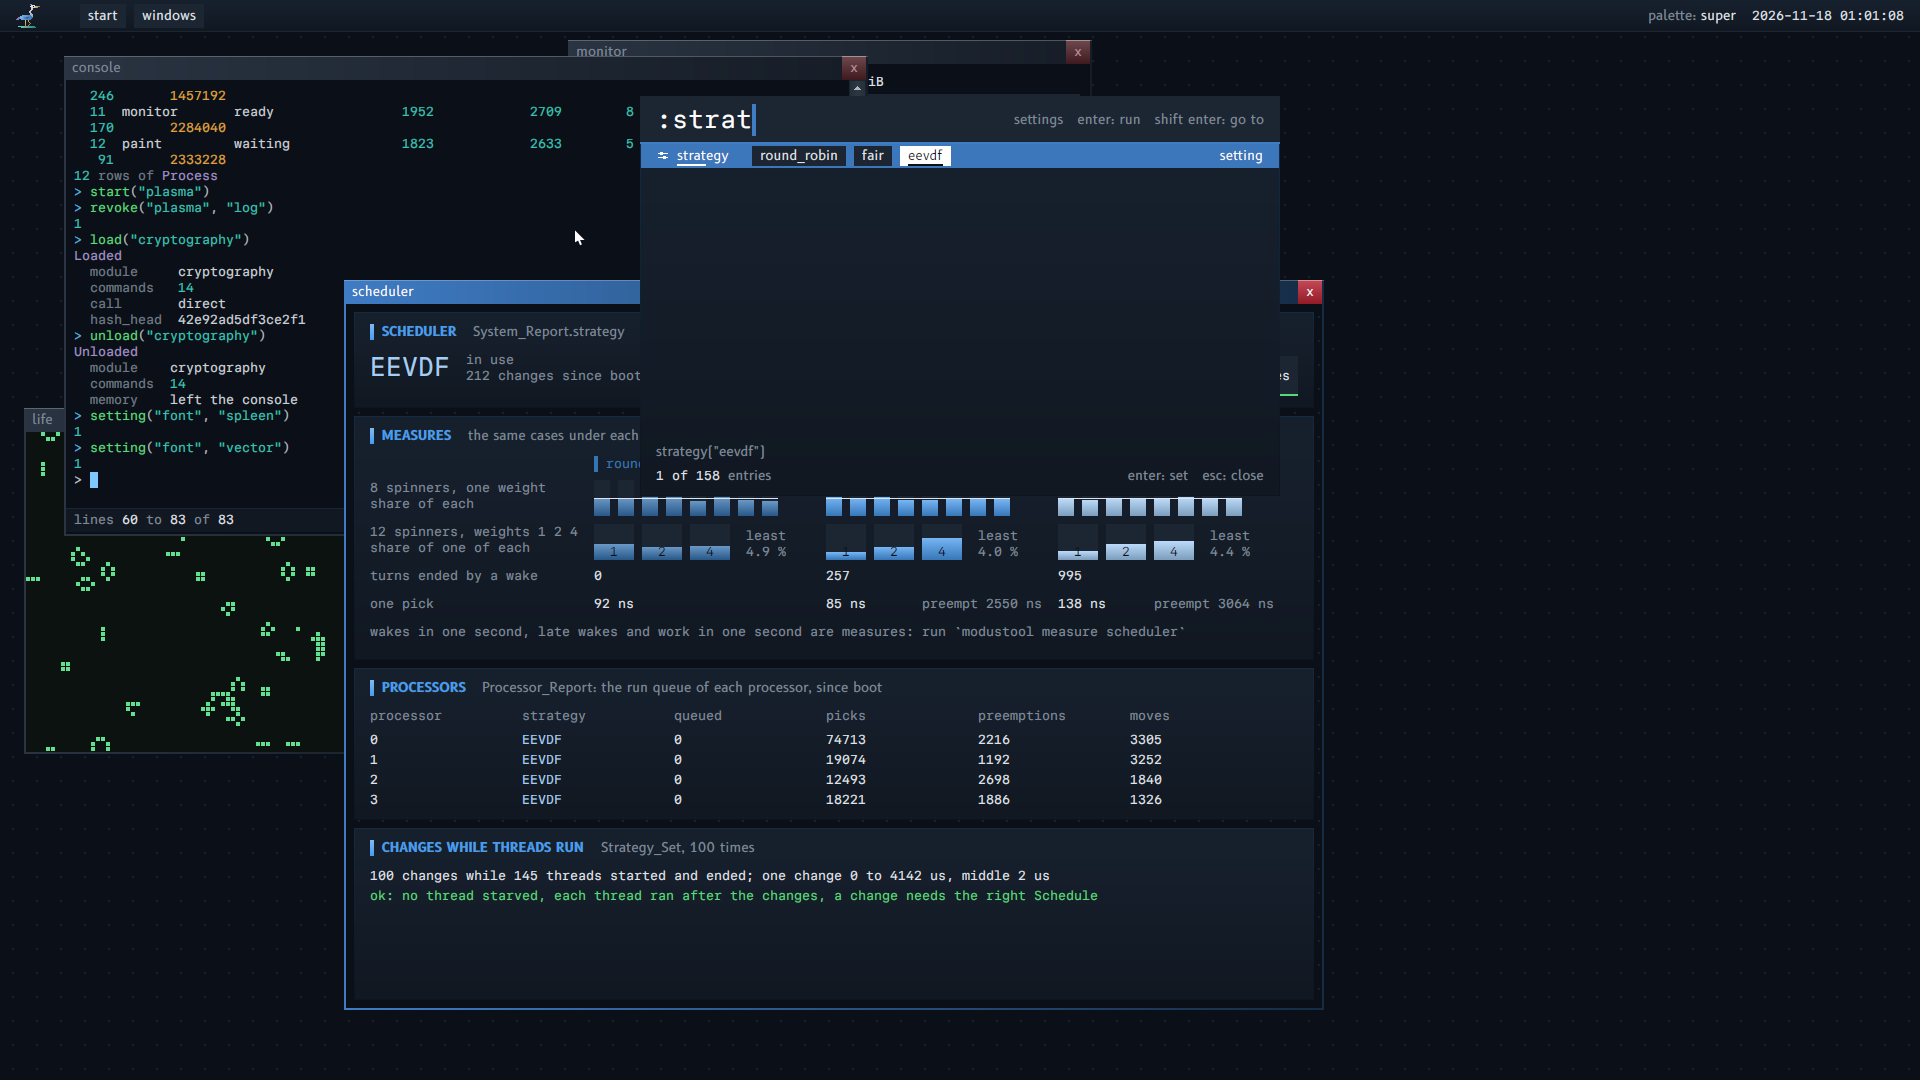 start windows
palette: super 2026-11-18 01:01:08
monitor x
iB
console x
246 1457192
11 monitor ready 1952 2709 8
170 2284040
12 paint waiting 1823 2633 5
91 2333228
12 rows of Process
> start("plasma")
> revoke("plasma", "log")
1
> load("cryptography")
Loaded
module cryptography
commands 14
call direct
hash_head 42e92ad5df3ce2f1
> unload("cryptography")
Unloaded
module cryptography
commands 14
memory left the console
> setting("font", "spleen")
1
> setting("font", "vector")
1
>
lines 60 to 83 of 83
:strat
settings enter: run shift enter: go to
strategy round_robin fair eevdf setting
strategy["eevdf"]
1 of 158 entries
enter: set esc: close
life
scheduler x
SCHEDULER System_Report.strategy
EEVDF
in use
212 changes since boot
MEASURES the same cases under each
8 spinners, one weight
share of each
12 spinners, weights 1 2 4
share of one of each
1 2 4 least 4.9 %
1 2 4 least 4.0 %
1 2 4 least 4.4 %
turns ended by a wake 0 257 995
one pick 92 ns 85 ns preempt 2550 ns 138 ns preempt 3064 ns
wakes in one second, late wakes and work in one second are measures: run `modustool measure scheduler`
PROCESSORS Processor_Report: the run queue of each processor, since boot
processor strategy queued picks preemptions moves
0 EEVDF 0 74713 2216 3305
1 EEVDF 0 19074 1192 3252
2 EEVDF 0 12493 2698 1840
3 EEVDF 0 18221 1886 1326
CHANGES WHILE THREADS RUN Strategy_Set, 100 times
100 changes while 145 threads started and ended; one change 0 to 4142 us, middle 2 us
ok: no thread starved, each thread ran after the changes, a change needs the right Schedule